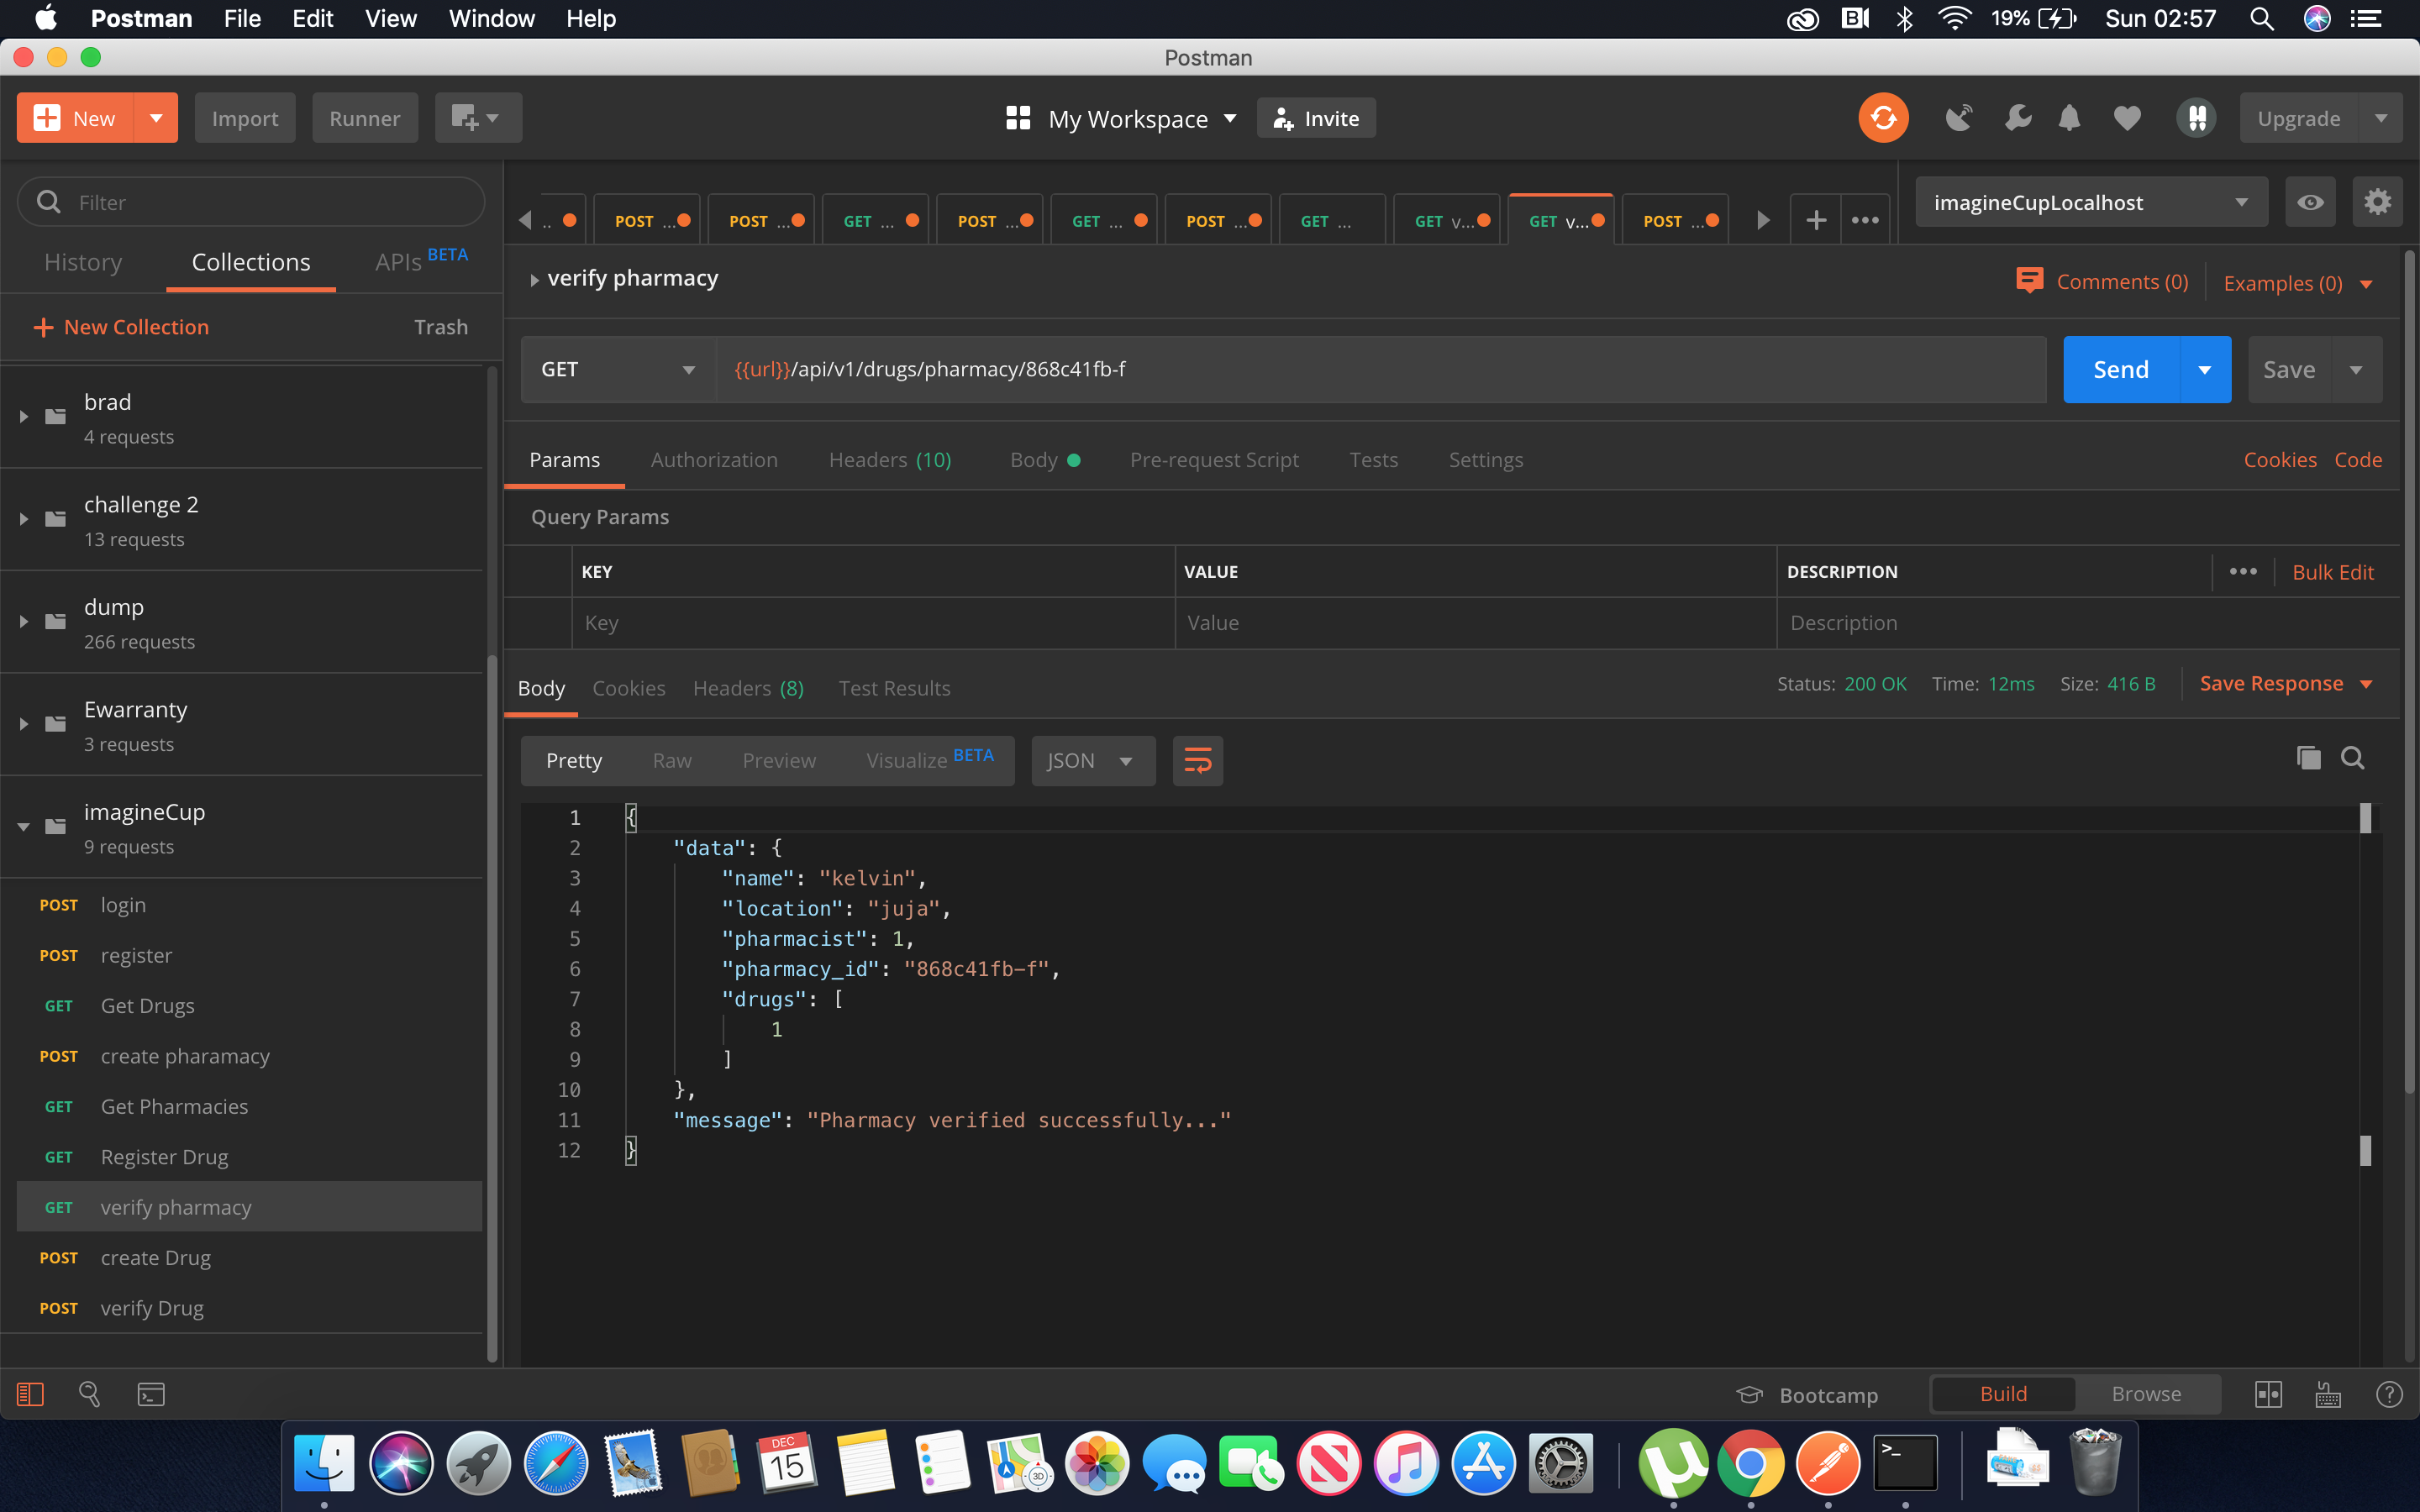 Postman File Edit View Window Help 19% Sun 02:57
Postman
New Import Runner My Workspace Invite Upgrade
Filter
.. POST ... POST ... GET ... POST ... GET ... POST ... GET ... GET v... GET v... POST ... imagineCupLocalhost
History Collections APIs BETA
verify pharmacy Comments (0) Examples (0)
New Collection Trash
GET {{url}}/api/v1/drugs/pharmacy/868c41fb-f Send Save
brad
4 requests
Params Authorization Headers (10) Body Pre-request Script Tests Settings Cookies Code
challenge 2
13 requests
Query Params
KEY VALUE DESCRIPTION ••• Bulk Edit
Key Value Description
dump
266 requests
Body Cookies Headers (8) Test Results Status: 200 OK Time: 12ms Size: 416 B Save Response
Ewarranty
3 requests
Pretty Raw Preview Visualize BETA JSON
imagineCup
9 requests
1 {
2 "data": {
3 "name": "kelvin",
4 "location": "juja",
5 "pharmacist": 1,
6 "pharmacy_id": "868c41fb-f",
7 "drugs": [
8 1
9 ]
10 },
11 "message": "Pharmacy verified successfully..."
12 }
POST login
POST register
GET Get Drugs
POST create pharamacy
GET Get Pharmacies
GET Register Drug
GET verify pharmacy
POST create Drug
POST verify Drug
Bootcamp Build Browse
DEC
15
3D
>_